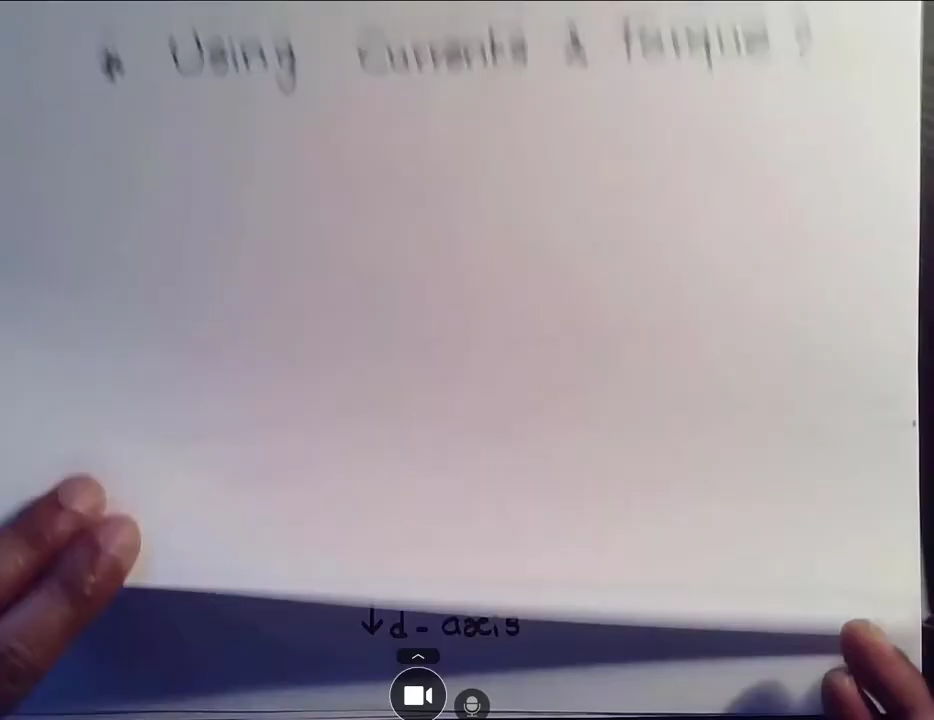 * Using Currents & torque :
↓ d - axis